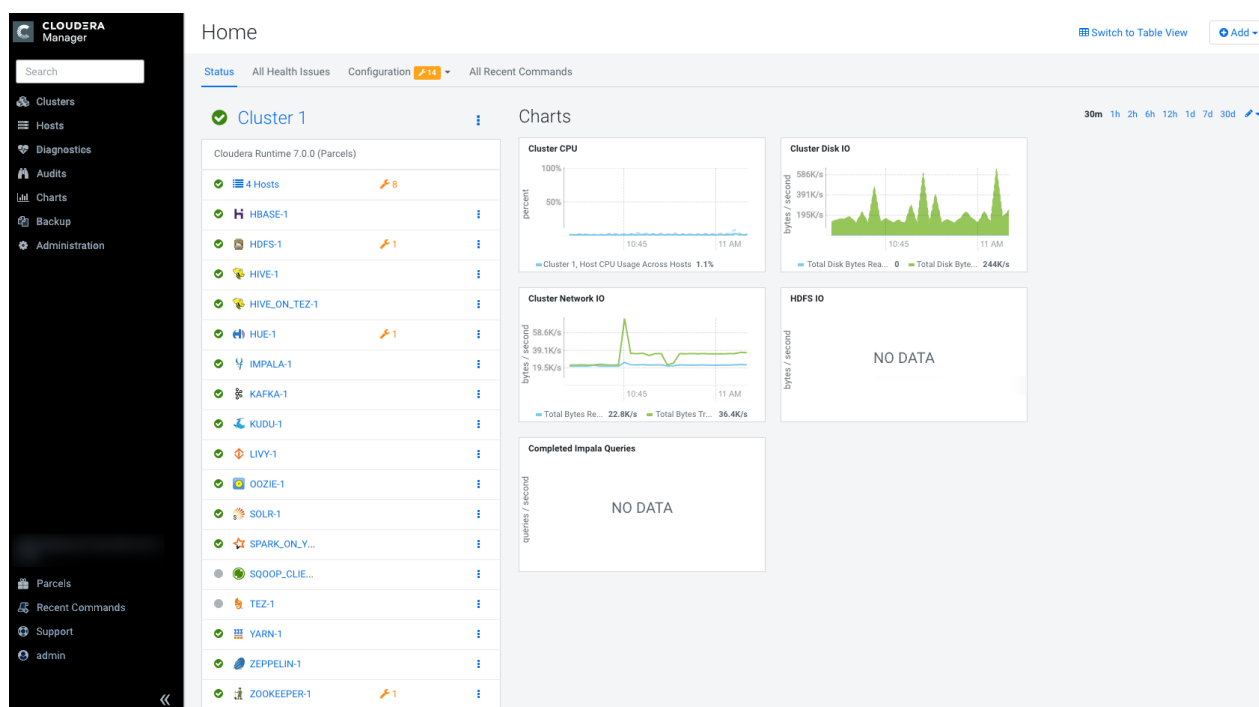 CLOUDERA
Manager
Search
Clusters
Hosts
Diagnostics
Audits
Charts
Backup
Administration
Parcels
Recent Commands
Support
admin
Home
Switch to Table View
Add
Status All Health Issues Configuration 14 All Recent Commands
Cluster 1
Cloudera Runtime 7.0.0 (Parcels)
4 Hosts 8
HBASE-1
HDFS-1 1
HIVE-1
HIVE_ON_TEZ-1
HUE-1 1
IMPALA-1
KAFKA-1
KUDU-1
LIVY-1
OOZIE-1
SOLR-1
SPARK_ON_Y...
SQOOP_CLIE...
TEZ-1
YARN-1
ZEPPELIN-1
ZOOKEEPER-1 1
Charts
30m 1h 2h 6h 12h 1d 7d 30d
Cluster CPU
percent
100%
50%
10:45 11 AM
Cluster 1, Host CPU Usage Across Hosts 1.1%
Cluster Disk IO
bytes / second
586K/s
391K/s
195K/s
10:45 11 AM
Total Disk Bytes Rea... 0 Total Disk Byte... 244K/s
Cluster Network IO
bytes / second
58.6K/s
39.1K/s
19.5K/s
10:45 11 AM
Total Bytes Re... 22.8K/s Total Bytes Tr... 36.4K/s
HDFS IO
bytes / second
NO DATA
Completed Impala Queries
queries / second
NO DATA